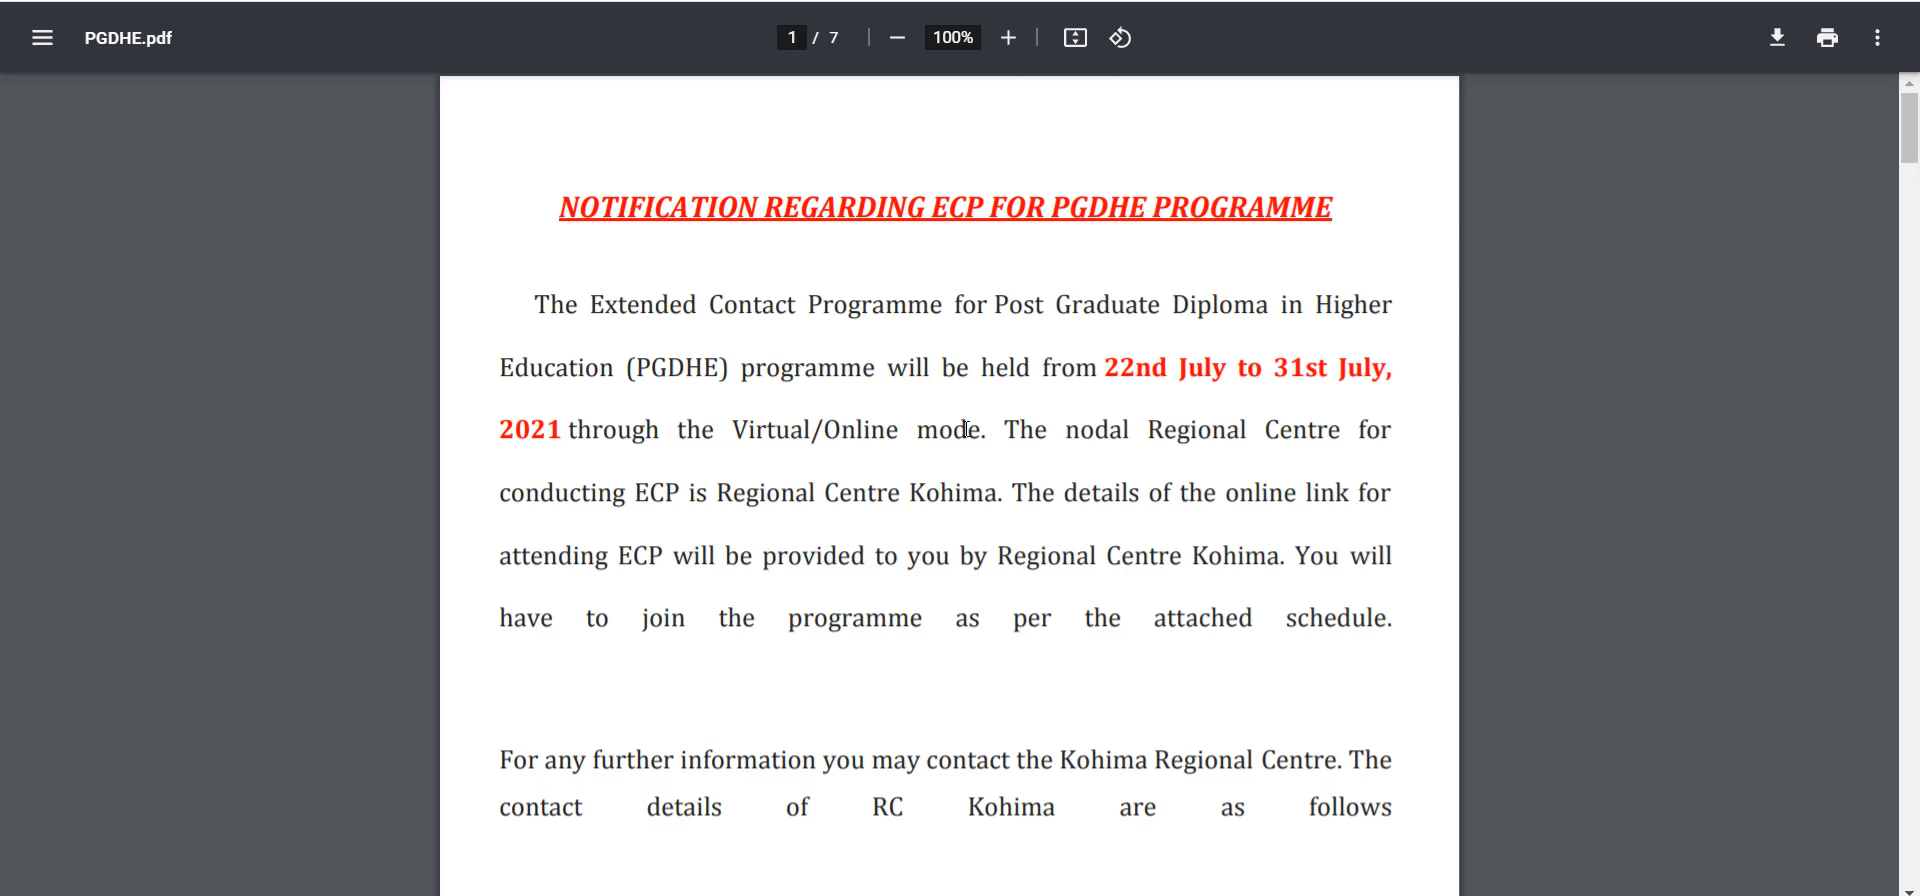 PGDHE.pdf
1 / 7
100%
NOTIFICATION REGARDING ECP FOR PGDHE PROGRAMME
The Extended Contact Programme for Post Graduate Diploma in Higher
Education (PGDHE) programme will be held from 22nd July to 31st July,
2021 through the Virtual/Online mode. The nodal Regional Centre for
conducting ECP is Regional Centre Kohima. The details of the online link for
attending ECP will be provided to you by Regional Centre Kohima. You will
have to join the programme as per the attached schedule.
For any further information you may contact the Kohima Regional Centre. The
contact details of RC Kohima are as follows